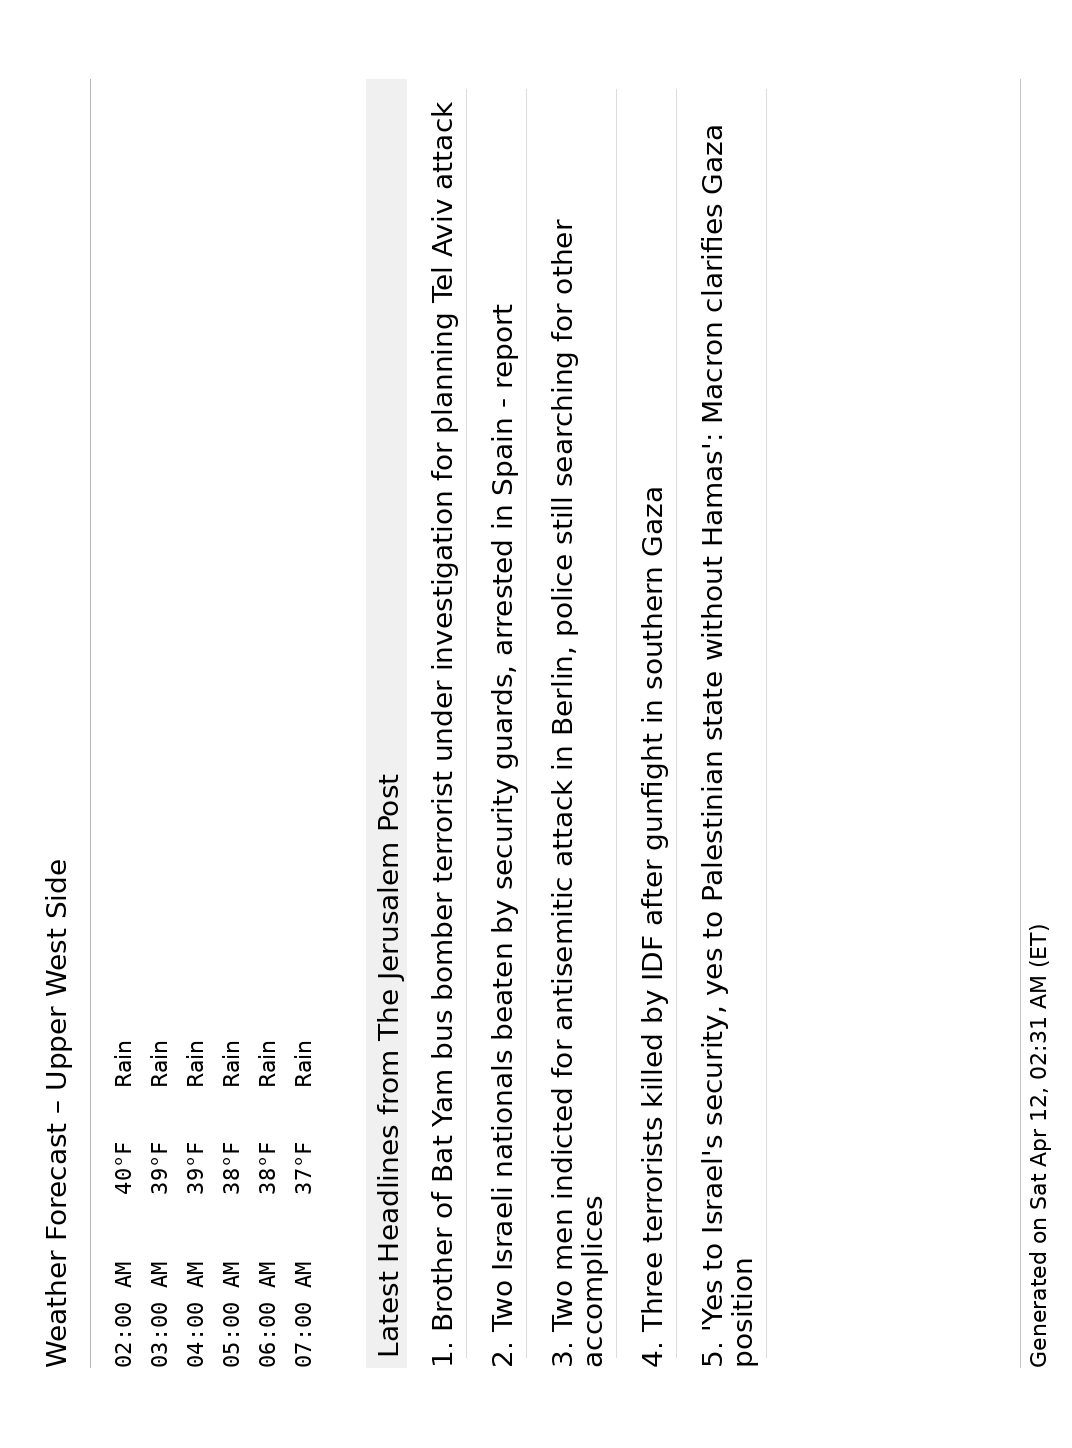 Weather Forecast – Upper West Side
02:00 AM 40°F Rain
03:00 AM 39°F Rain
04:00 AM 39°F Rain
05:00 AM 38°F Rain
06:00 AM 38°F Rain
07:00 AM 37°F Rain
Latest Headlines from The Jerusalem Post
1. Brother of Bat Yam bus bomber terrorist under investigation for planning Tel Aviv attack
2. Two Israeli nationals beaten by security guards, arrested in Spain - report
3. Two men indicted for antisemitic attack in Berlin, police still searching for other
accomplices
4. Three terrorists killed by IDF after gunfight in southern Gaza
5. 'Yes to Israel's security, yes to Palestinian state without Hamas': Macron clarifies Gaza
position
Generated on Sat Apr 12, 02:31 AM (ET)